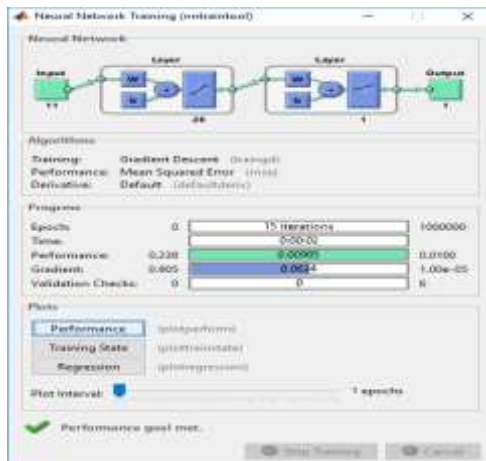 Neural Network Training (nntraintool)
Neural Network
Layer Layer
Input Output
11 W b + 20 W b + 1 1
Algorithms
Training: Gradient Descent (traingd)
Performance: Mean Squared Error (mse)
Derivative: Default (defaultderiv)
Progress
Epoch: 0 15 iterations 1000000
Time: 0:00:02
Performance: 0.00985 0.0100
Gradient: 0.805 1.00e-05
Validation Checks: 0 0 6
Plots
Performance (plotperform)
Training State (plottrainstate)
Regression (plotregression)
Plot Interval: 1 epochs
Performance goal met.
Stop Training Cancel